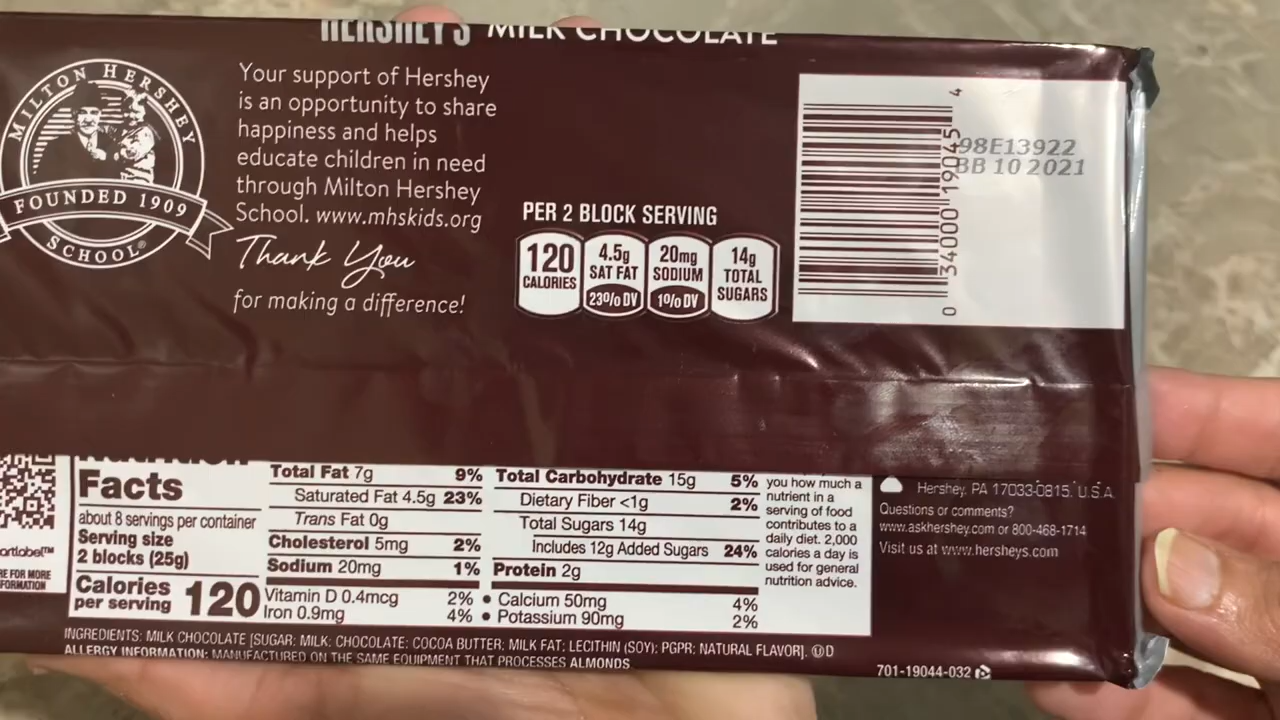 HERSHEY'S MILK CHOCOLATE
MILTON HERSHEY
FOUNDED 1909
SCHOOL®
Your support of Hershey
is an opportunity to share
happiness and helps
educate children in need
through Milton Hershey
School. www.mhskids.org
Thank You
for making a difference!
PER 2 BLOCK SERVING
120
CALORIES
4.5g
SAT FAT
23% DV
20mg
SODIUM
1% DV
14g
TOTAL
SUGARS
0 34000 19045 4
98E13922
BB 10 2021
Nutrition
Facts
about 8 servings per container
Serving size
2 blocks (25g)
Calories
per serving 120
Total Fat 7g 9%
Saturated Fat 4.5g 23%
Trans Fat 0g
Cholesterol 5mg 2%
Sodium 20mg 1%
Total Carbohydrate 15g 5%
Dietary Fiber <1g 2%
Total Sugars 14g
Includes 12g Added Sugars 24%
Protein 2g
Vitamin D 0.4mcg 2% • Calcium 50mg 4%
Iron 0.9mg 4% • Potassium 90mg 2%
you how much a
nutrient in a
serving of food
contributes to a
daily diet. 2,000
calories a day is
used for general
nutrition advice.
Hershey, PA 17033-0815, U.S.A.
Questions or comments?
www.askhershey.com or 800-468-1714
Visit us at www.hersheys.com
artlabel™
RE FOR MORE
FORMATION
INGREDIENTS: MILK CHOCOLATE [SUGAR; MILK; CHOCOLATE; COCOA BUTTER; MILK FAT; LECITHIN (SOY); PGPR; NATURAL FLAVOR]. ⓊD
ALLERGY INFORMATION: MANUFACTURED ON THE SAME EQUIPMENT THAT PROCESSES ALMONDS.
701-19044-032